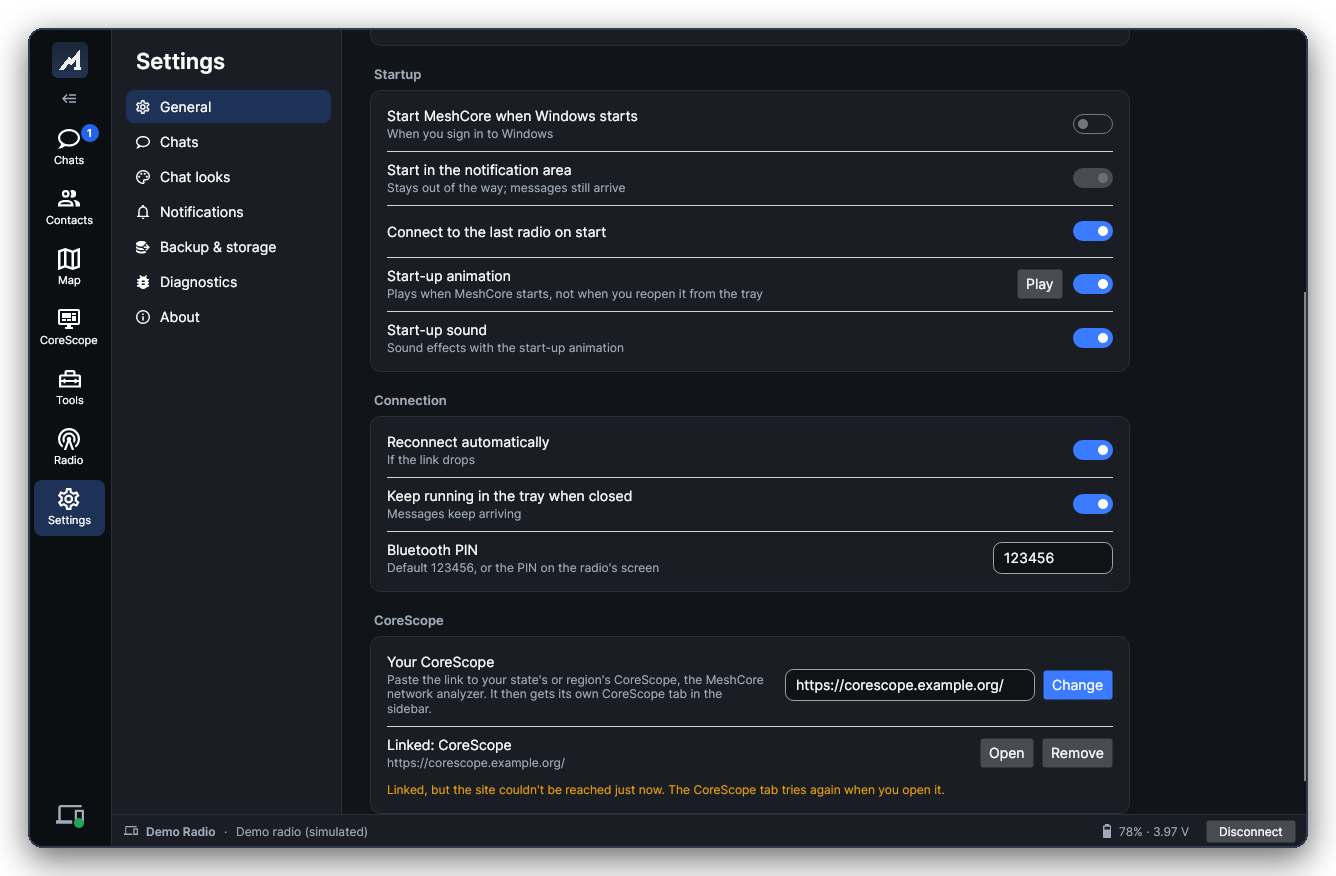 1
Chats
Contacts
Map
CoreScope
Tools
Radio
Settings
Settings
General
Chats
Chat looks
Notifications
Backup & storage
Diagnostics
About
Startup
Start MeshCore when Windows starts
When you sign in to Windows
Start in the notification area
Stays out of the way; messages still arrive
Connect to the last radio on start
Start-up animation
Plays when MeshCore starts, not when you reopen it from the tray
Play
Start-up sound
Sound effects with the start-up animation
Connection
Reconnect automatically
If the link drops
Keep running in the tray when closed
Messages keep arriving
Bluetooth PIN
Default 123456, or the PIN on the radio's screen
123456
CoreScope
Your CoreScope
Paste the link to your state's or region's CoreScope, the MeshCore
network analyzer. It then gets its own CoreScope tab in the
sidebar.
https://corescope.example.org/
Change
Linked: CoreScope
https://corescope.example.org/
Open
Remove
Linked, but the site couldn't be reached just now. The CoreScope tab tries again when you open it.
Demo Radio · Demo radio (simulated)
78% · 3.97 V
Disconnect